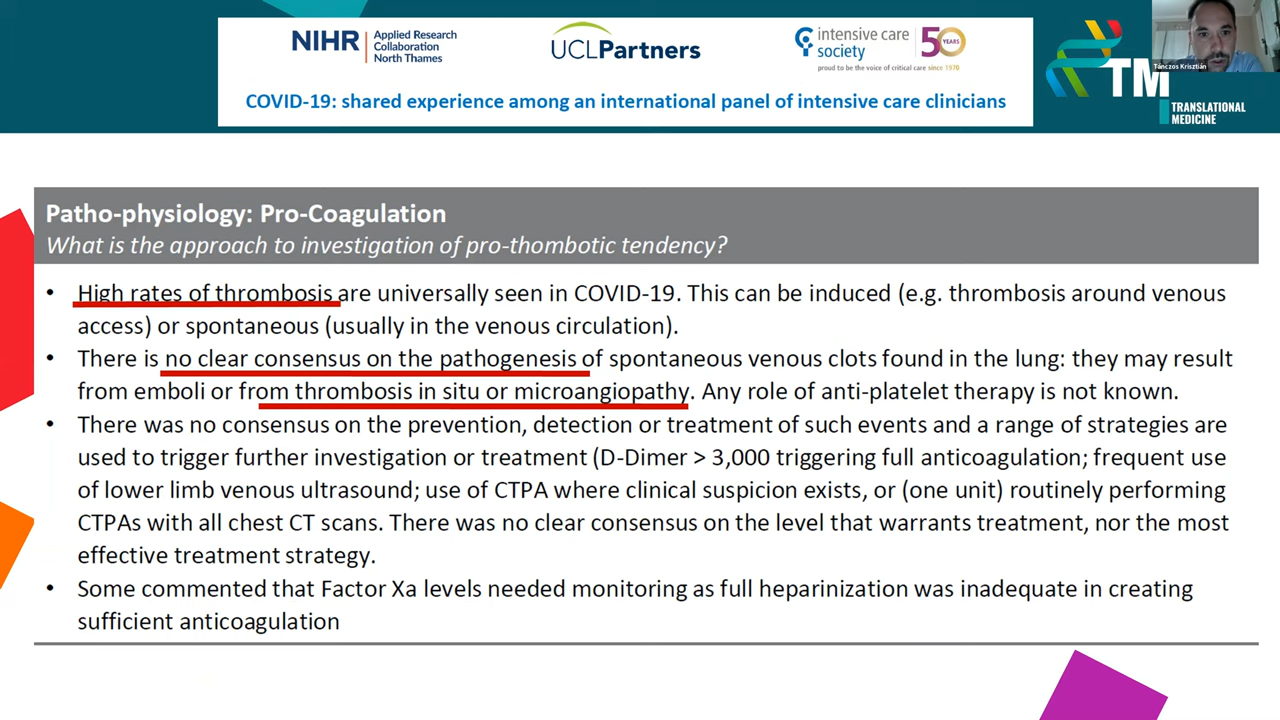 NIHR
Applied Research
Collaboration
North Thames
UCLPartners
intensive care
society
50 YEARS
proud to be the voice of critical care since 1970
COVID-19: shared experience among an international panel of intensive care clinicians
Tánczos Krisztián
TM
TRANSLATIONAL
MEDICINE
Patho-physiology: Pro-Coagulation
What is the approach to investigation of pro-thombotic tendency?
• High rates of thrombosis are universally seen in COVID-19. This can be induced (e.g. thrombosis around venous
access) or spontaneous (usually in the venous circulation).
• There is no clear consensus on the pathogenesis of spontaneous venous clots found in the lung: they may result
from emboli or from thrombosis in situ or microangiopathy. Any role of anti-platelet therapy is not known.
• There was no consensus on the prevention, detection or treatment of such events and a range of strategies are
used to trigger further investigation or treatment (D-Dimer > 3,000 triggering full anticoagulation; frequent use
of lower limb venous ultrasound; use of CTPA where clinical suspicion exists, or (one unit) routinely performing
CTPAs with all chest CT scans. There was no clear consensus on the level that warrants treatment, nor the most
effective treatment strategy.
• Some commented that Factor Xa levels needed monitoring as full heparinization was inadequate in creating
sufficient anticoagulation